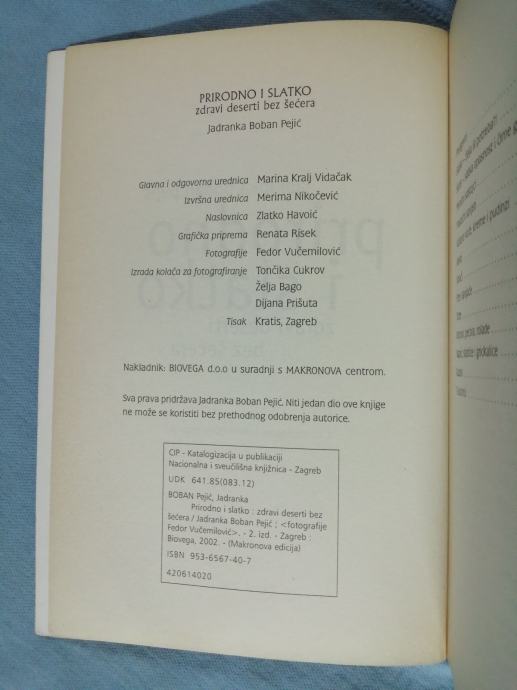 PRIRODNO I SLATKO
zdravi deserti bez šećera
Jadranka Boban Pejić
Glavna i odgovorna urednica Marina Kralj Vidačak
Izvršna urednica Merima Nikočević
Naslovnica Zlatko Havoić
Grafička priprema Renata Risek
Fotografije Fedor Vučemilović
Izrada kolača za fotografiranje Tončika Cukrov
Želja Bago
Dijana Prišuta
Tisak Kratis, Zagreb
Nakladnik: BIOVEGA d.o.o u suradnji s MAKRONOVA centrom.
Sva prava pridržava Jadranka Boban Pejić. Niti jedan dio ove knjige
ne može se koristiti bez prethodnog odobrenja autorice.
CIP - Katalogizacija u publikaciji
Nacionalna i sveučilišna knjižnica - Zagreb
UDK 641.85(083.12)
BOBAN Pejić, Jadranka
Prirodno i slatko : zdravi deserti bez
šećera / Jadranka Boban Pejić ; <fotografije
Fedor Vučemilović>. - 2. izd. - Zagreb :
Biovega, 2002. - (Makronova edicija)
ISBN 953-6567-40-7
420614020